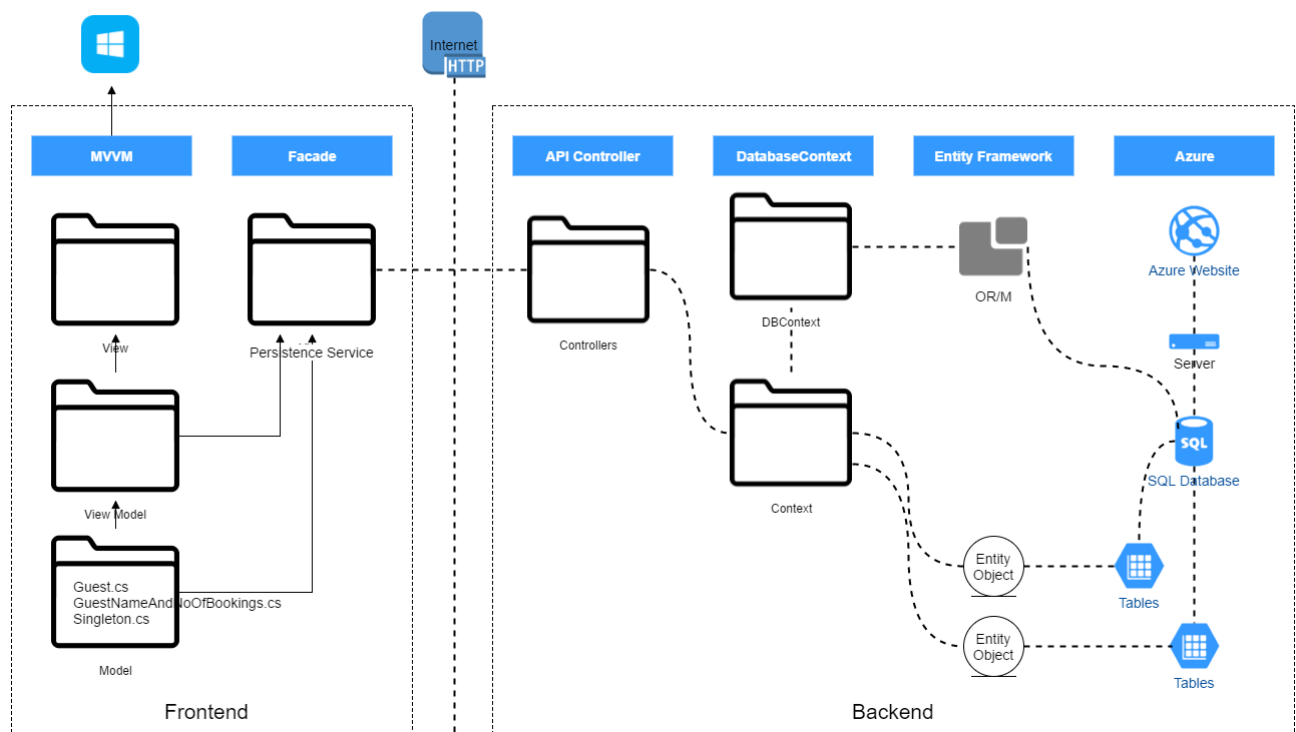 Internet
HTTP
MVVM
Facade
API Controller
DatabaseContext
Entity Framework
Azure
View
Persistence Service
Controllers
DBContext
OR/M
Azure Website
Server
SQL
SQL Database
View Model
Context
Guest.cs
GuestNameAndNoOfBookings.cs
Singleton.cs
Model
Entity
Object
Tables
Entity
Object
Tables
Frontend
Backend